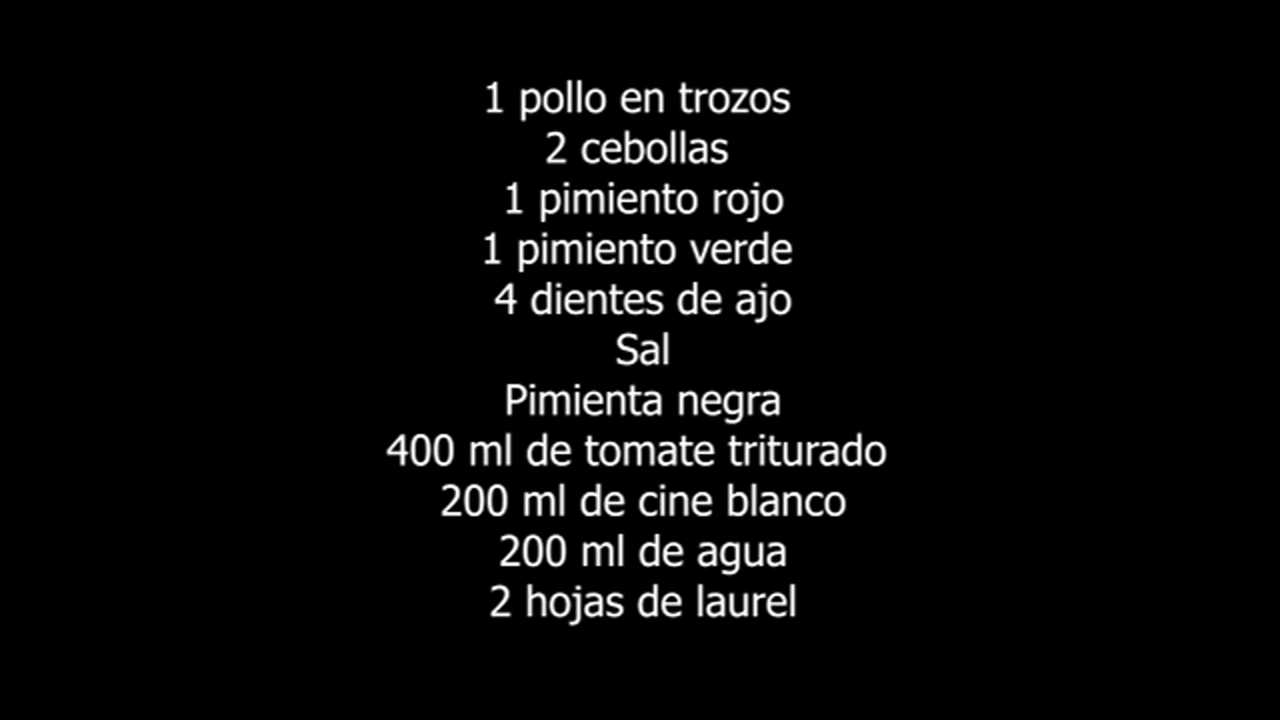 1 pollo en trozos
2 cebollas
1 pimiento rojo
1 pimiento verde
4 dientes de ajo
Sal
Pimienta negra
400 ml de tomate triturado
200 ml de cine blanco
200 ml de agua
2 hojas de laurel